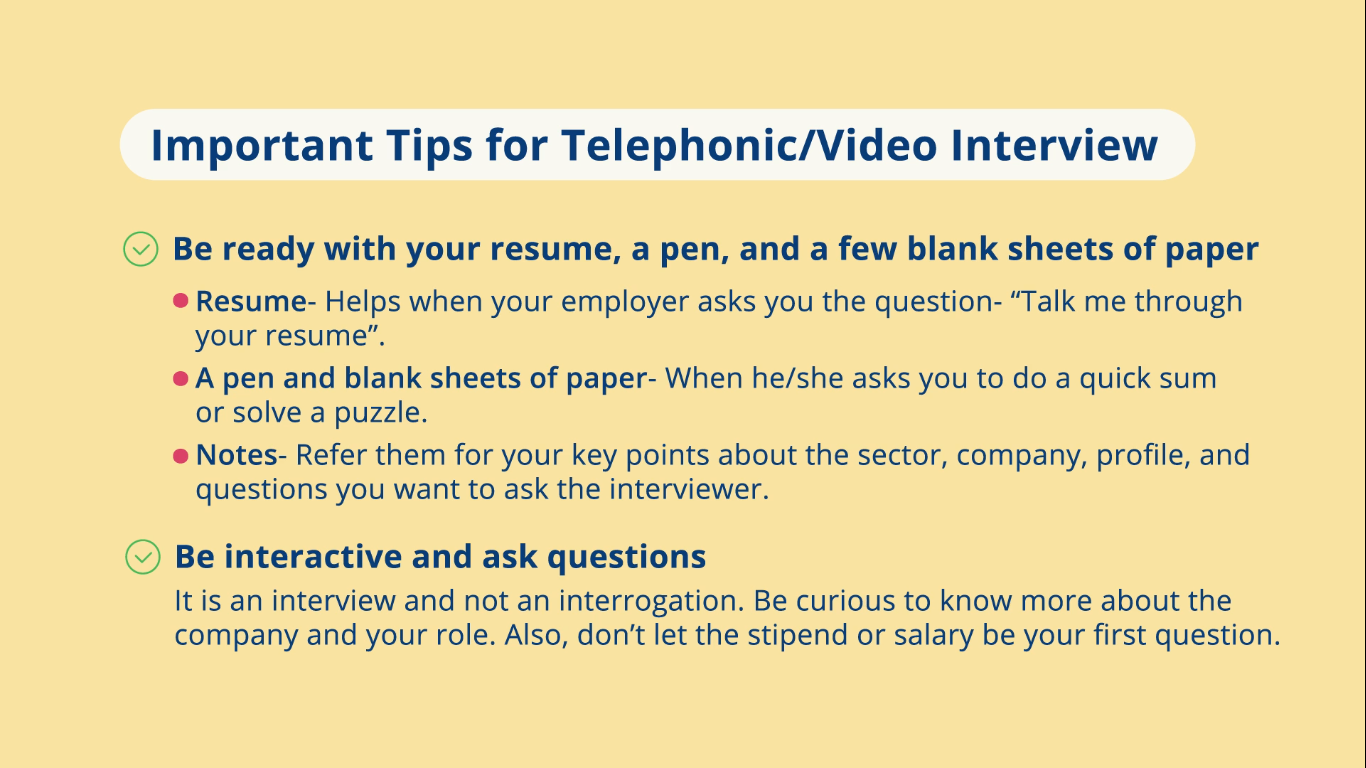 Important Tips for Telephonic/Video Interview
Be ready with your resume, a pen, and a few blank sheets of paper
Resume- Helps when your employer asks you the question- “Talk me through
your resume”.
A pen and blank sheets of paper- When he/she asks you to do a quick sum
or solve a puzzle.
Notes- Refer them for your key points about the sector, company, profile, and
questions you want to ask the interviewer.
Be interactive and ask questions
It is an interview and not an interrogation. Be curious to know more about the
company and your role. Also, don’t let the stipend or salary be your first question.